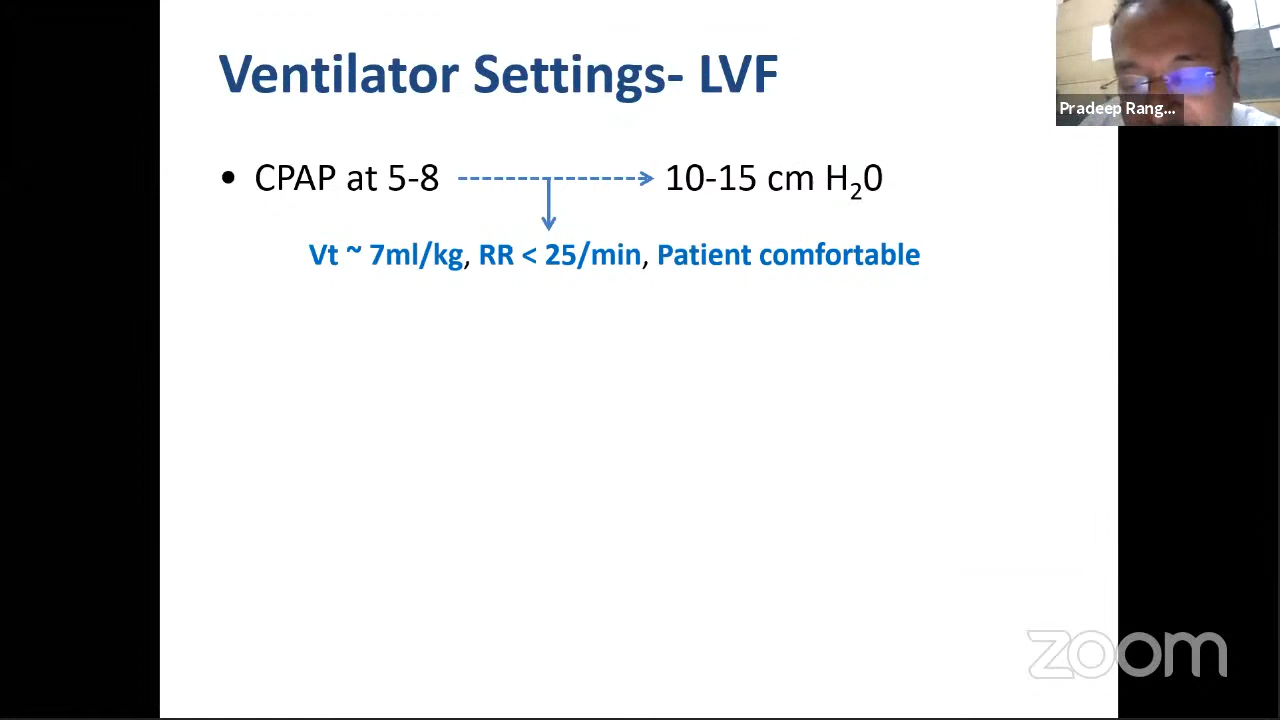 Ventilator Settings- LVF
Pradeep Rang...
• CPAP at 5-8 10-15 cm H₂0
Vt ~ 7ml/kg, RR < 25/min, Patient comfortable
zoom